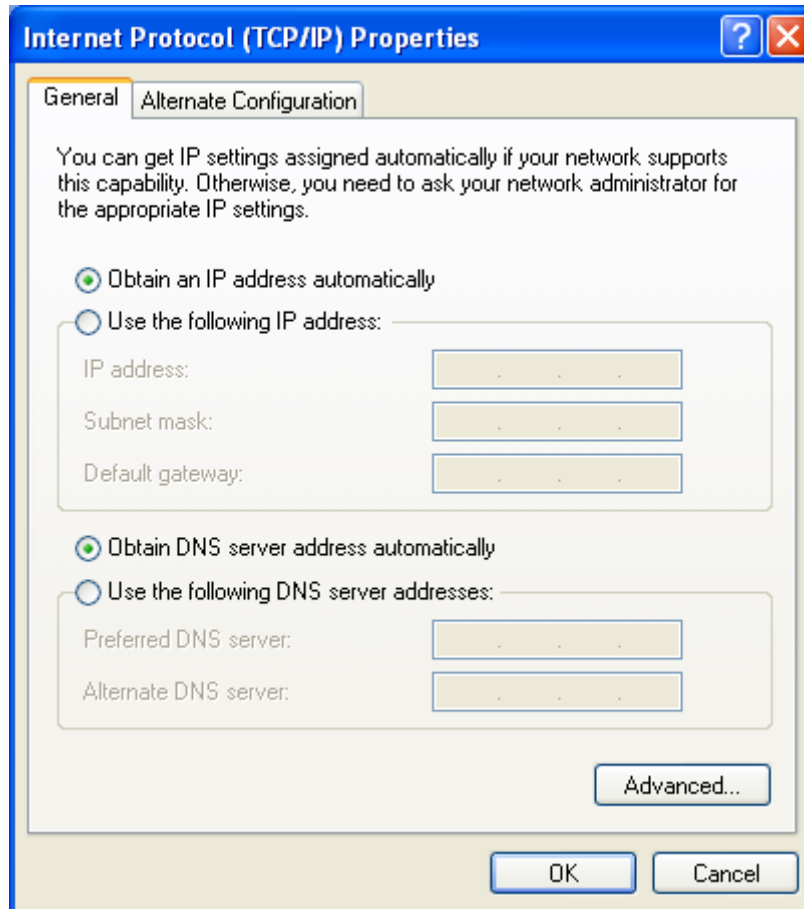 Internet Protocol (TCP/IP) Properties
General
Alternate Configuration
You can get IP settings assigned automatically if your network supports
this capability. Otherwise, you need to ask your network administrator for
the appropriate IP settings.
Obtain an IP address automatically
Use the following IP address:
IP address:
Subnet mask:
Default gateway:
Obtain DNS server address automatically
Use the following DNS server addresses:
Preferred DNS server:
Alternate DNS server:
Advanced...
OK
Cancel